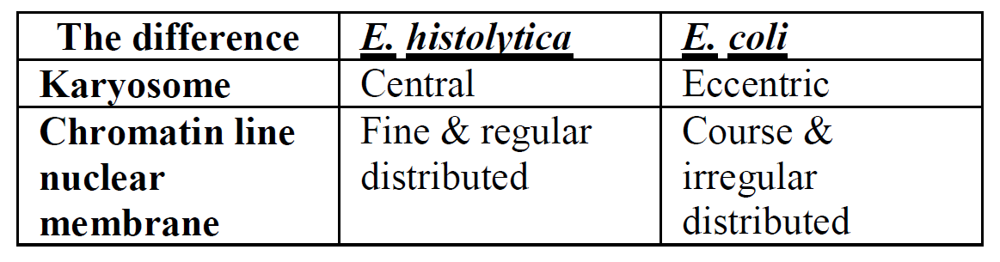 The difference E. histolytica E. coli
Karyosome Central Eccentric
Chromatin line Fine & regular Course &
nuclear distributed irregular
membrane distributed